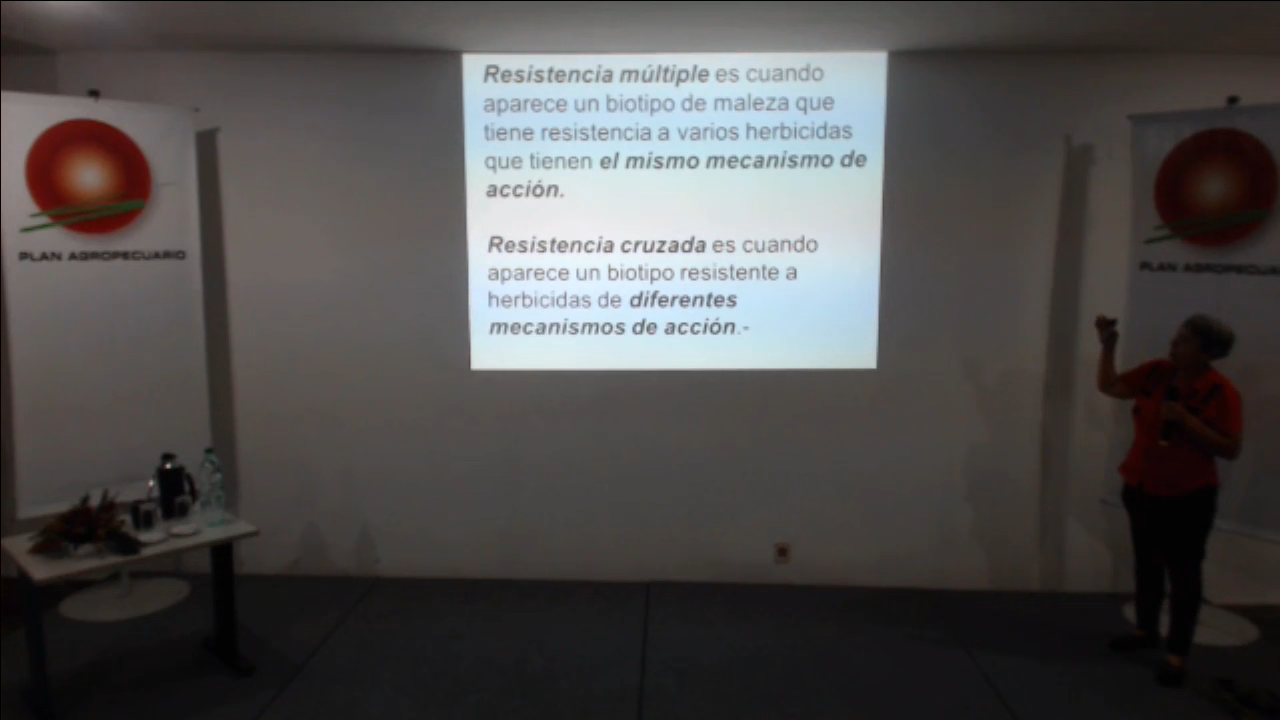 Resistencia múltiple es cuando
aparece un biotipo de maleza que
tiene resistencia a varios herbicidas
que tienen el mismo mecanismo de
acción.
Resistencia cruzada es cuando
aparece un biotipo resistente a
herbicidas de diferentes
mecanismos de acción.-
PLAN AGROPECUARIO
PLAN AGROPECUA